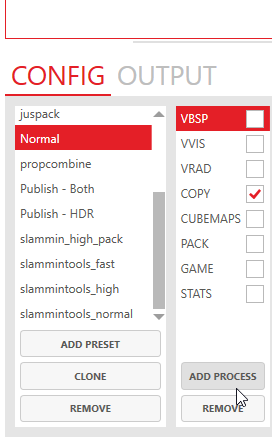 CONFIG OUTPUT
juspack
Normal
propcombine
Publish - Both
Publish - HDR
slammin_high_pack
slammintools_fast
slammintools_high
slammintools_normal
ADD PRESET
CLONE
REMOVE
VBSP
VVIS
VRAD
COPY
CUBEMAPS
PACK
GAME
STATS
ADD PROCESS
REMOVE